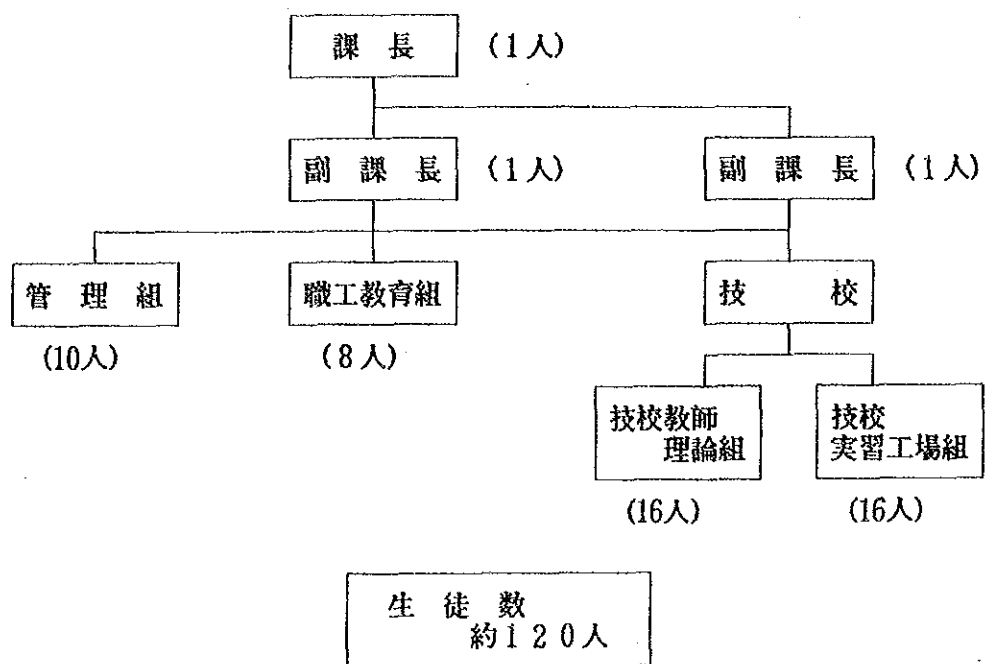 課長 (1人)
副課長 (1人) 副課長 (1人)
管理組 職工教育組 技校
(10人) (8人)
技校教師 技校
理論組 実習工場組
(16人) (16人)
生徒数
約120人